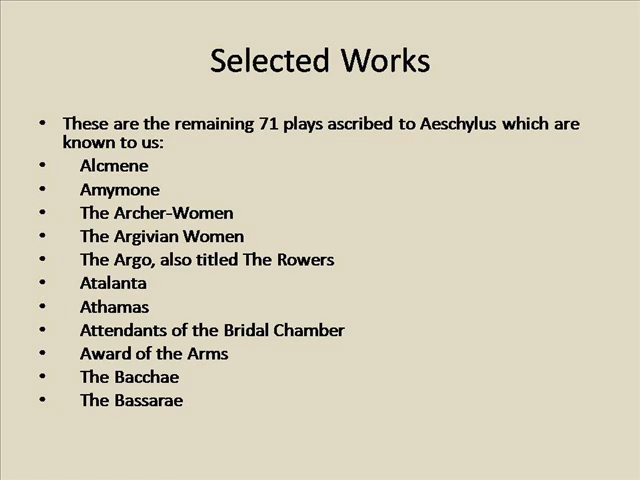 Selected Works
• These are the remaining 71 plays ascribed to Aeschylus which are
known to us:
• Alcmene
• Amymone
• The Archer-Women
• The Argivian Women
• The Argo, also titled The Rowers
• Atalanta
• Athamas
• Attendants of the Bridal Chamber
• Award of the Arms
• The Bacchae
• The Bassarae